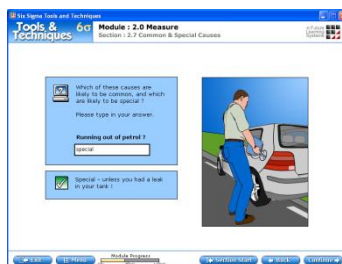 Six Sigma Tools and Techniques
Tools & Techniques 6σ
Module : 2.0 Measure
Section : 2.7 Common & Special Causes
Which of these causes are
likely to be common, and which
are likely to be special ?
Please type in your answer.
Running out of petrol ?
special
Special - unless you had a leak
in your tank !
Exit
Menu
Module Progress
Section Start
Back
Continue